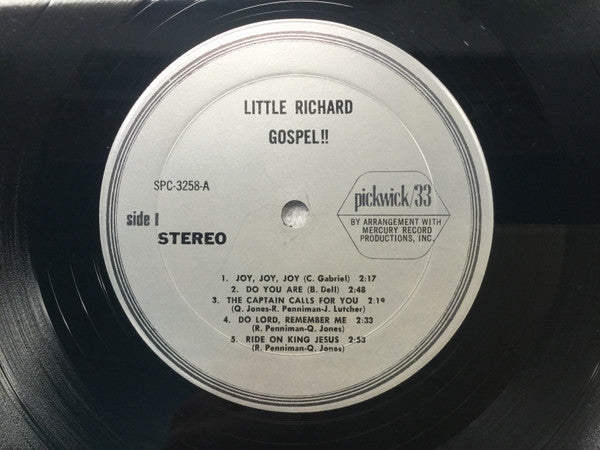 LITTLE RICHARD
GOSPEL!!
SPC-3258-A
side 1
STEREO
pickwick/33
BY ARRANGEMENT WITH
MERCURY RECORD
PRODUCTIONS, INC.
1. JOY, JOY, JOY (C. Gabriel) 2:17
2. DO YOU ARE (B. Dell) 2:48
3. THE CAPTAIN CALLS FOR YOU 2:19
(Q. Jones-R. Penniman-J. Lutcher)
4. DO LORD, REMEMBER ME 2:33
(R. Penniman-Q. Jones)
5. RIDE ON KING JESUS 2:53
(R. Penniman-Q. Jones)